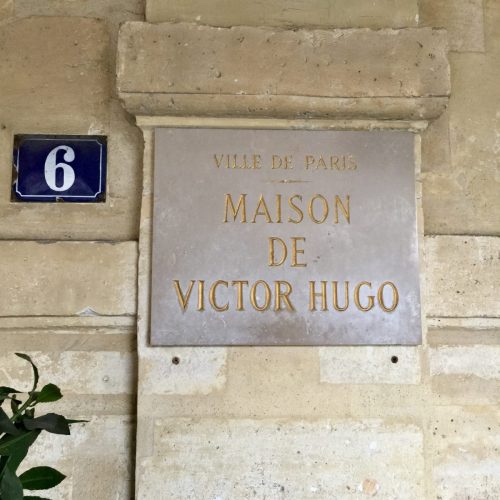 6
VILLE DE PARIS
MAISON
DE
VICTOR HUGO